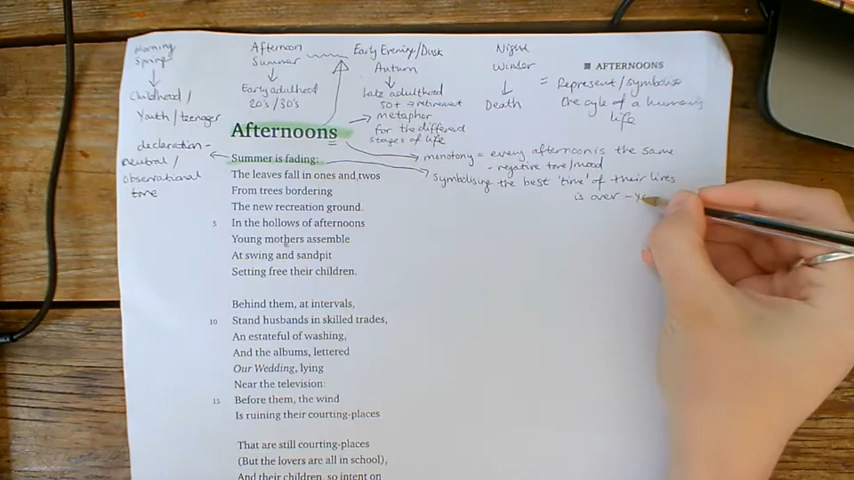 Morning
Spring
Childhood /
Youth / teenager
Afternoon
Summer
Early adulthood
20's / 30's
Early Evening / Dusk
Autumn
Late adulthood
50+ → retirement
Night
Winter
Death
■ AFTERNOONS
= Represent / symbolise
the cycle of a humans
life
metaphor
for the different
stages of life
Afternoons
declaration -
neutral /
observational
tone
monotony = every afternoon is the same
- negative tone/mood
Symbolising the best 'time' of their lives
is over -
Summer is fading:
The leaves fall in ones and twos
From trees bordering
The new recreation ground.
5 In the hollows of afternoons
Young mothers assemble
At swing and sandpit
Setting free their children.
Behind them, at intervals,
10 Stand husbands in skilled trades,
An estateful of washing,
And the albums, lettered
Our Wedding, lying
Near the television:
15 Before them, the wind
Is ruining their courting-places
That are still courting-places
(But the lovers are all in school),
And their children, so intent on